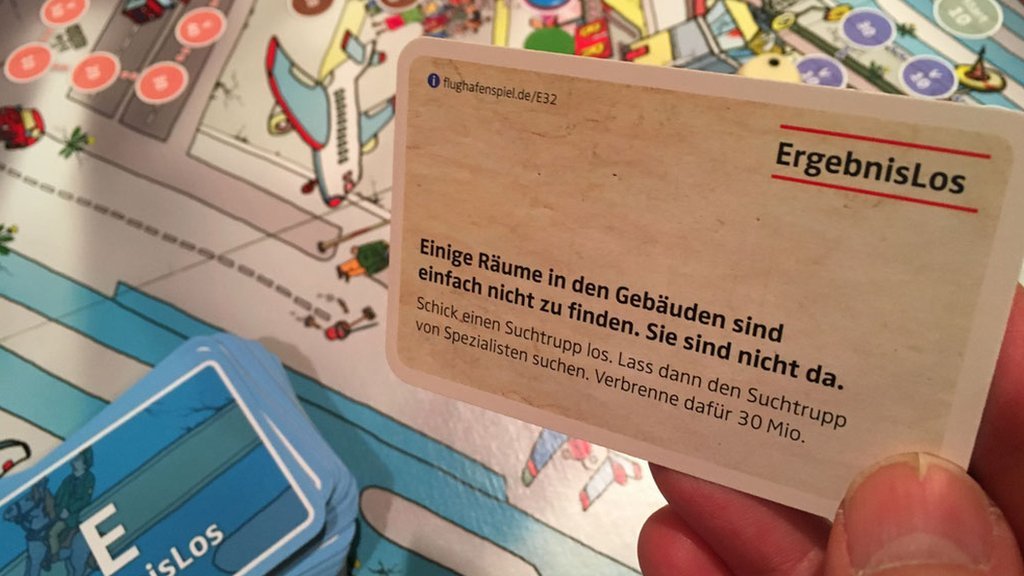 flughafenspiel.de/E32
ErgebnisLos
Einige Räume in den Gebäuden sind
einfach nicht zu finden. Sie sind nicht da.
Schick einen Suchtrupp los. Lass dann den Suchtrupp
von Spezialisten suchen. Verbrenne dafür 30 Mio.
E
isLos